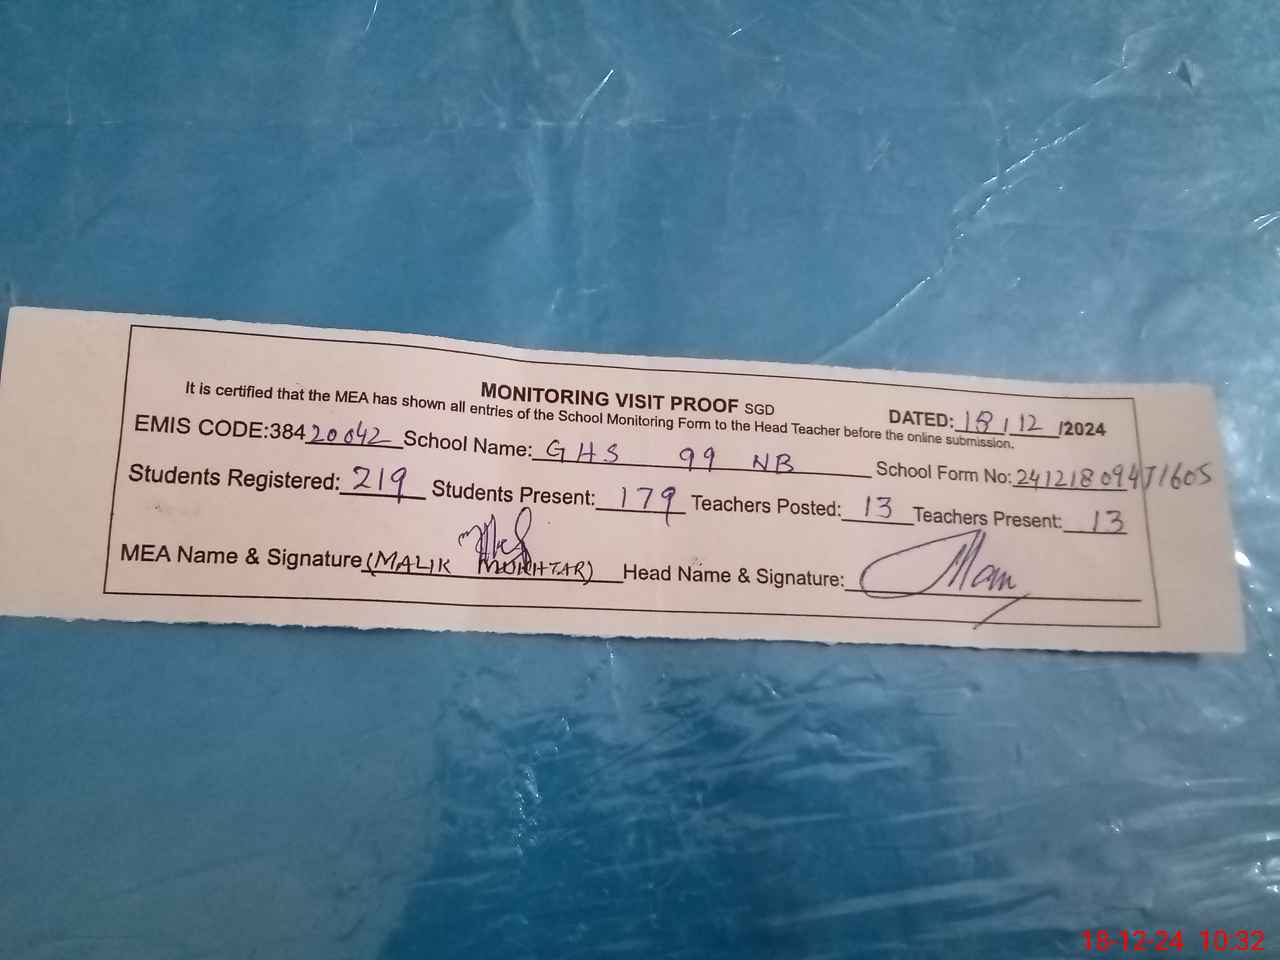 MONITORING VISIT PROOF SGD
DATED: 18/12/2024
It is certified that the MEA has shown all entries of the School Monitoring Form to the Head Teacher before the online submission.
EMIS CODE:38420042 School Name: GHS 99 NB School Form No: 241218094J1605
Students Registered: 219 Students Present: 179 Teachers Posted: 13 Teachers Present: 13
MEA Name & Signature (MALIK MUKHTAR) Head Name & Signature:
18-12-24 10:32